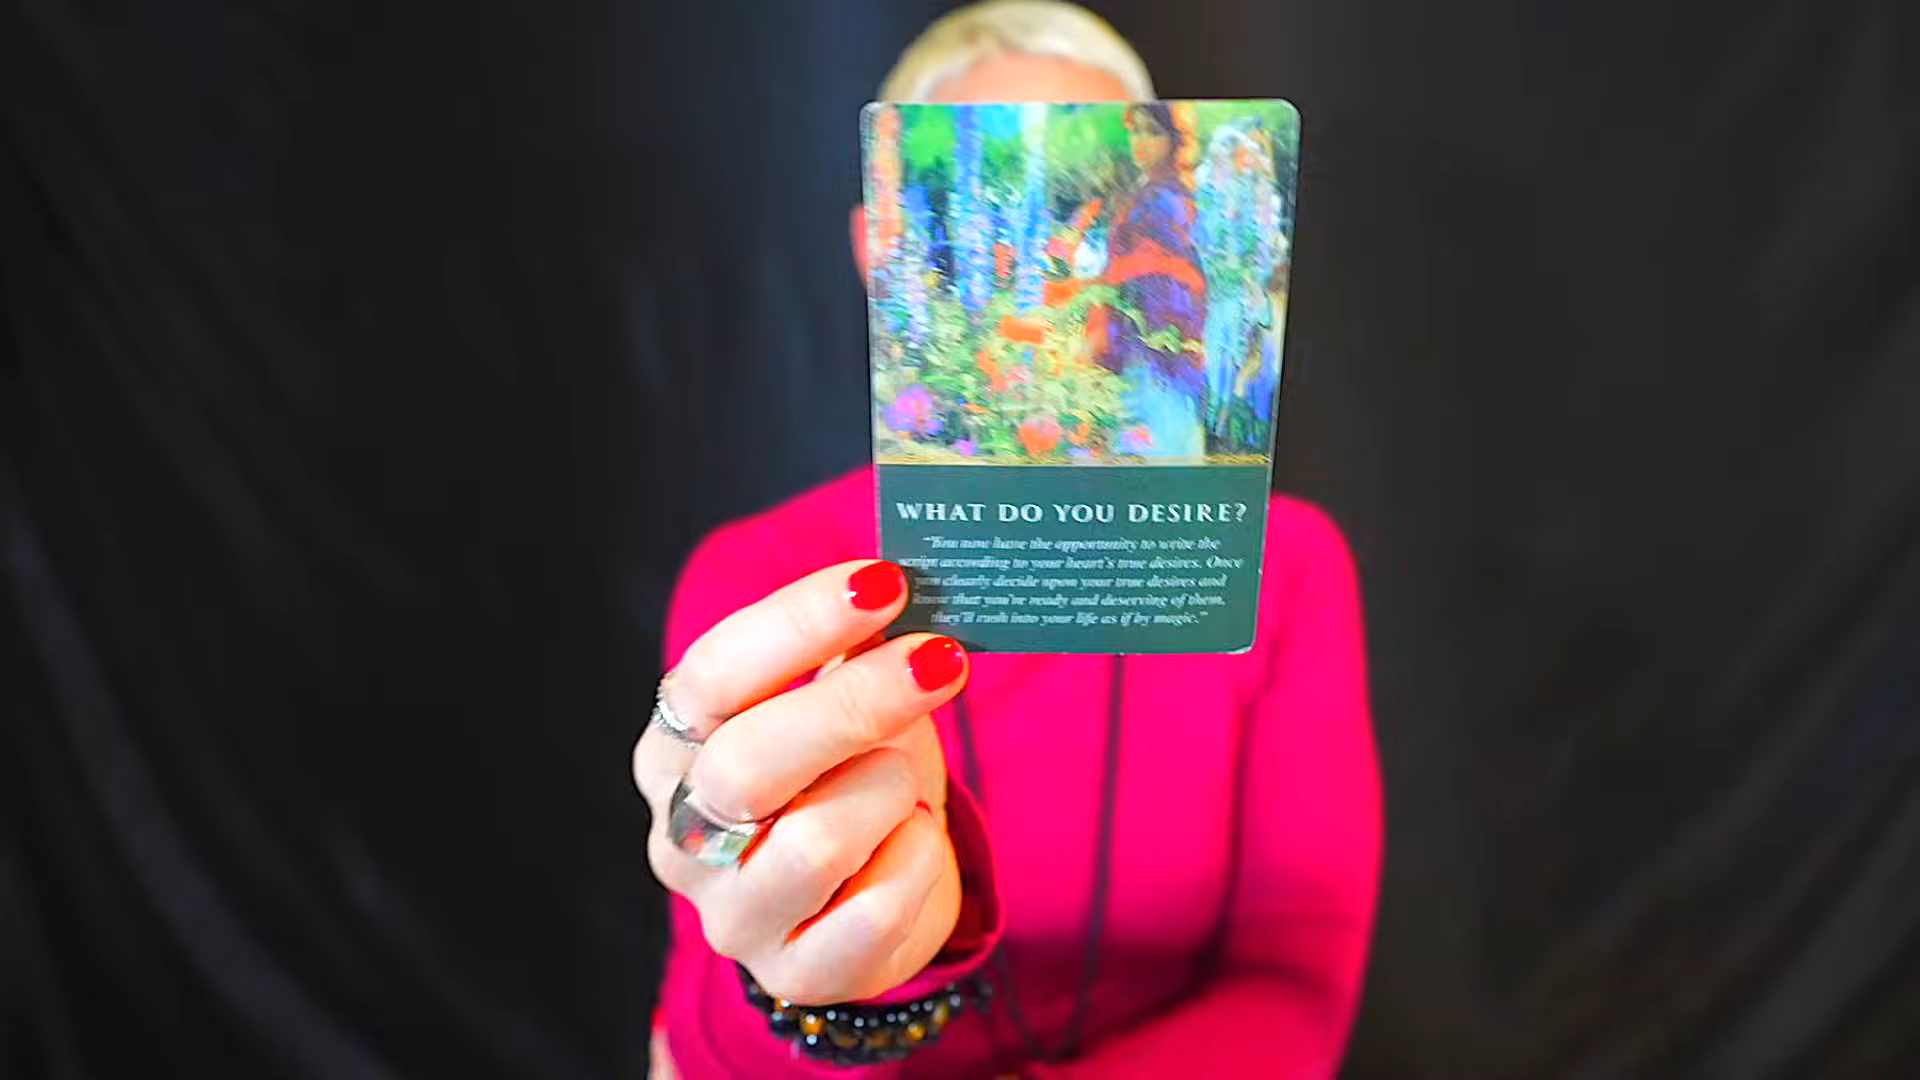 WHAT DO YOU DESIRE?
"You now have the opportunity to write the
script according to your heart's true desires. Once
you clearly decide upon your true desires and
know that you're ready and deserving of them,
they'll rush into your life as if by magic."